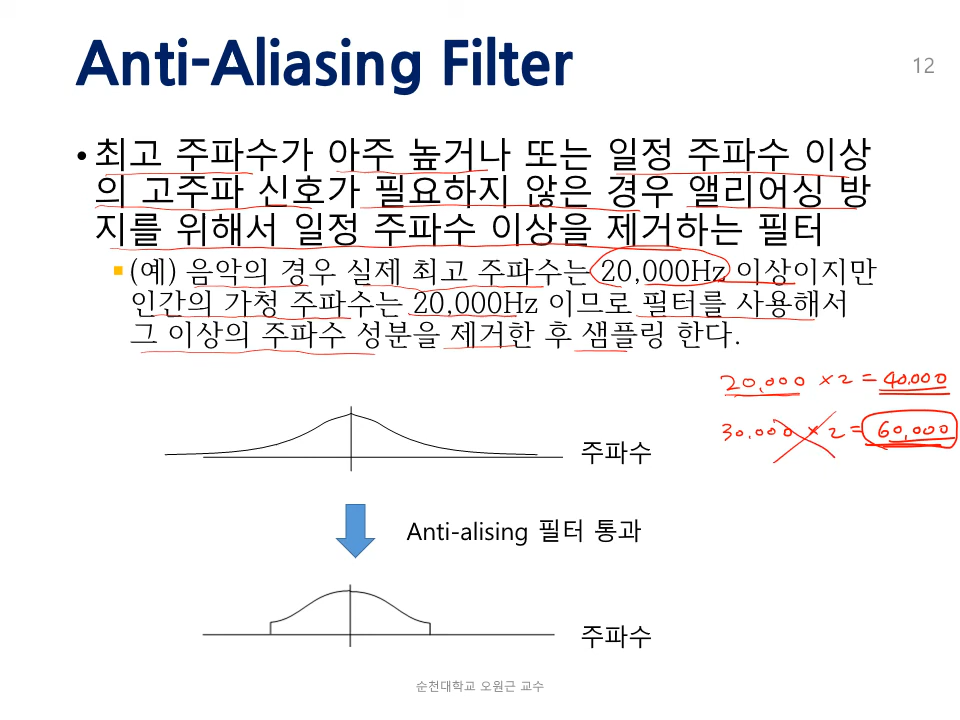 Anti-Aliasing Filter
12
• 최고 주파수가 아주 높거나 또는 일정 주파수 이상
의 고주파 신호가 필요하지 않은 경우 앨리어싱 방
지를 위해서 일정 주파수 이상을 제거하는 필터
(예) 음악의 경우 실제 최고 주파수는 20,000Hz 이상이지만
인간의 가청 주파수는 20,000Hz 이므로 필터를 사용해서
그 이상의 주파수 성분을 제거한 후 샘플링 한다.
20,000 × 2 = 40.000
30.000 × 2 = 60,000
주파수
Anti-alising 필터 통과
주파수
순천대학교 오원근 교수